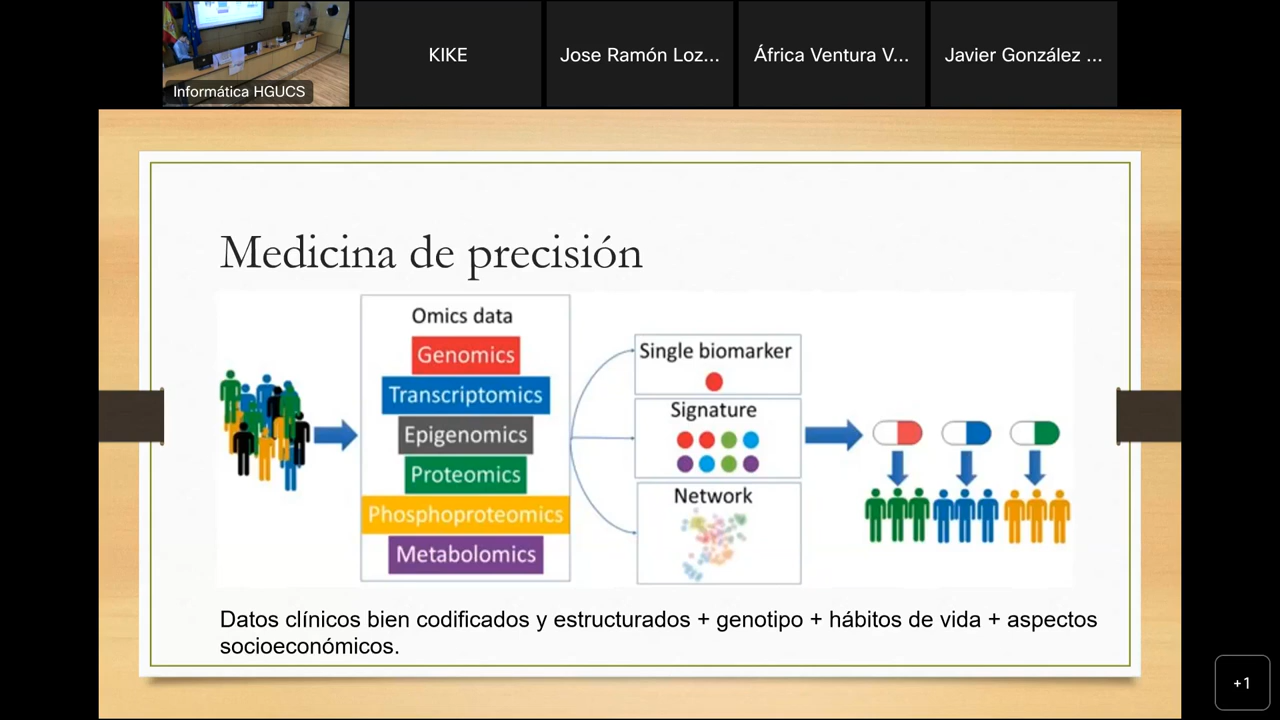 Informática HGUCS
KIKE
Jose Ramón Loz...
África Ventura V...
Javier González ...
Medicina de precisión
Omics data
Genomics
Transcriptomics
Epigenomics
Proteomics
Phosphoproteomics
Metabolomics
Single biomarker
Signature
Network
Datos clínicos bien codificados y estructurados + genotipo + hábitos de vida + aspectos
socioeconómicos.
+1